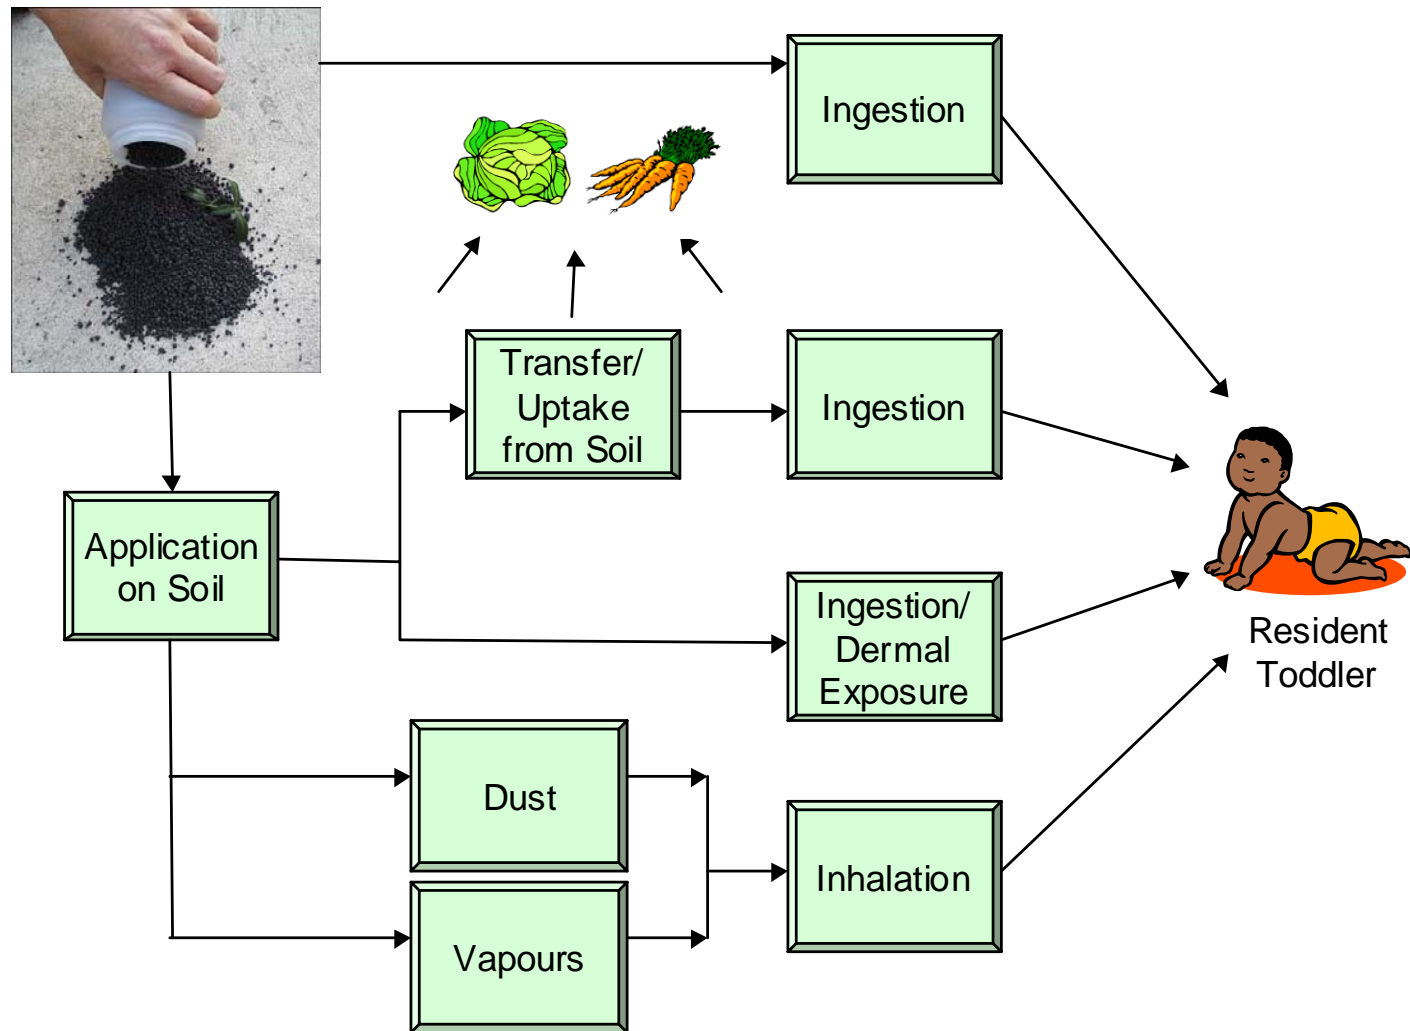 Ingestion
Transfer/
Uptake
from Soil
Ingestion
Application
on Soil
Ingestion/
Dermal
Exposure
Resident
Toddler
Dust
Inhalation
Vapours